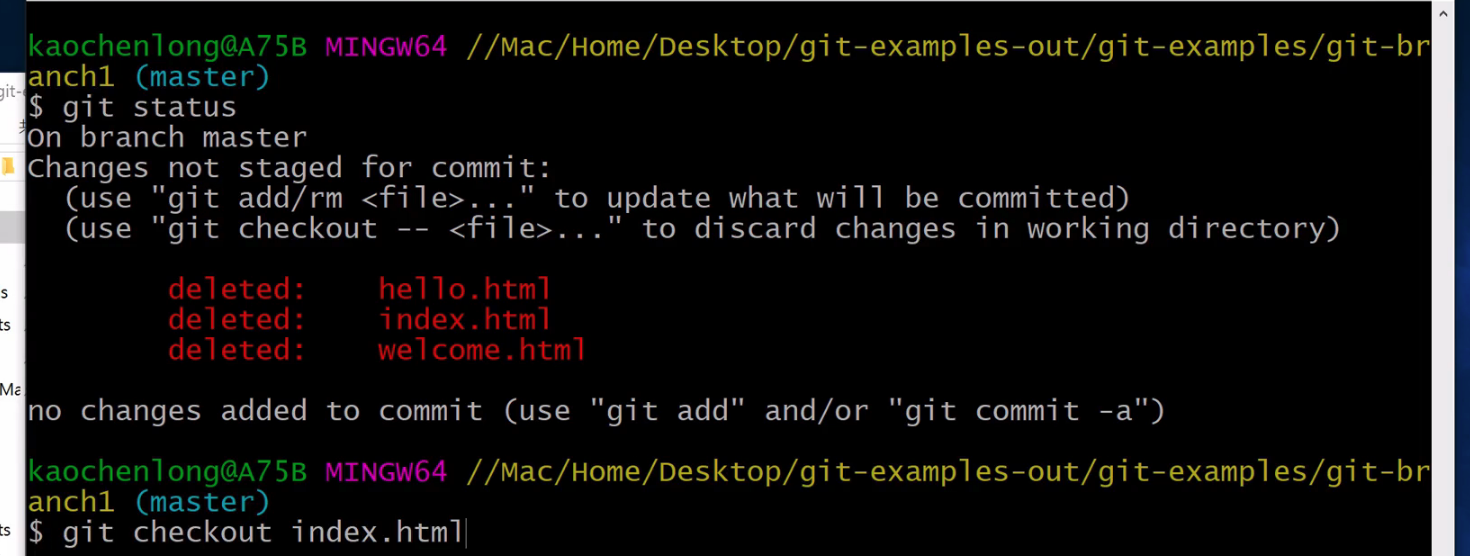 kaochenlong@A75B MINGW64 //Mac/Home/Desktop/git-examples-out/git-examples/git-br
anch1 (master)
$ git status
On branch master
Changes not staged for commit:
  (use "git add/rm <file>..." to update what will be committed)
  (use "git checkout -- <file>..." to discard changes in working directory)

        deleted:    hello.html
        deleted:    index.html
        deleted:    welcome.html

no changes added to commit (use "git add" and/or "git commit -a")

kaochenlong@A75B MINGW64 //Mac/Home/Desktop/git-examples-out/git-examples/git-br
anch1 (master)
$ git checkout index.html